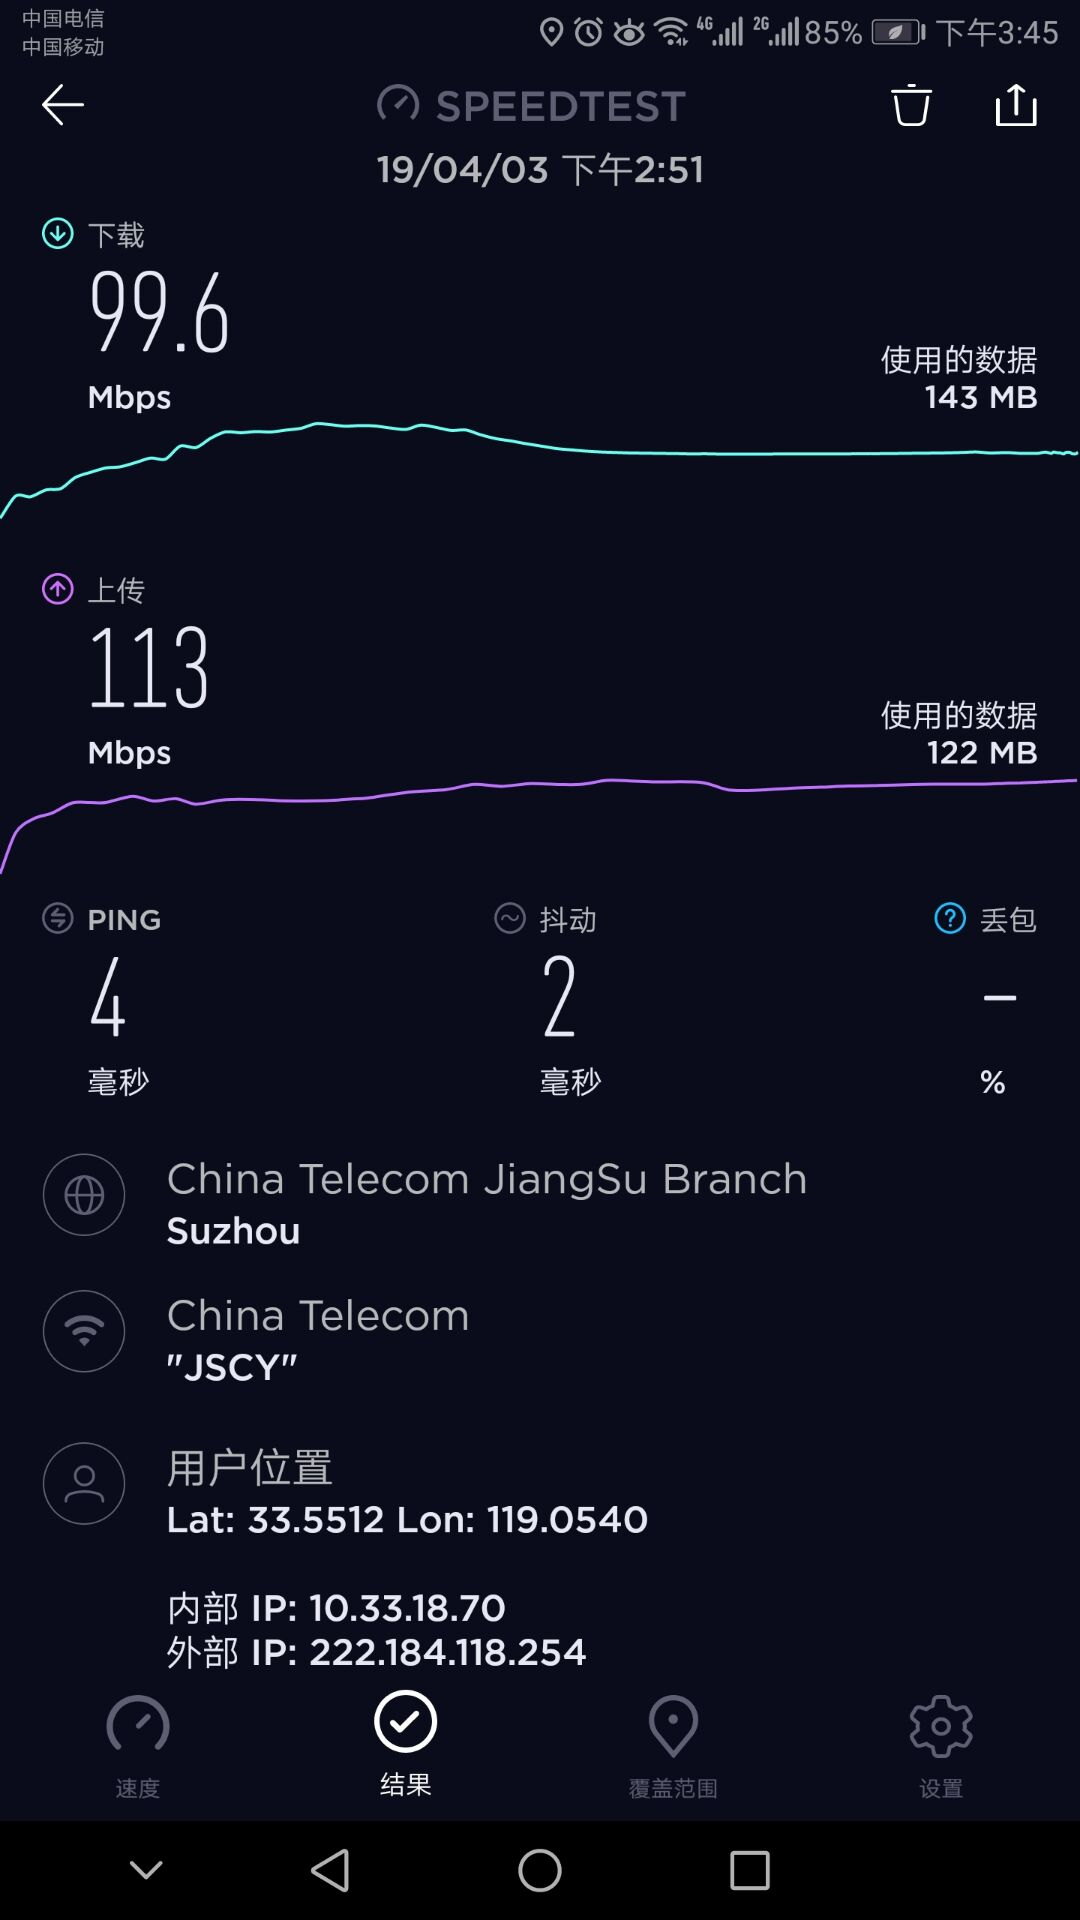 中国电信
中国移动
4G 2G 85% 下午3:45
SPEEDTEST
19/04/03 下午2:51
下载
99.6
Mbps
使用的数据
143 MB
上传
113
Mbps
使用的数据
122 MB
PING
4
毫秒
抖动
2
毫秒
丢包
–
%
China Telecom JiangSu Branch
Suzhou
China Telecom
"JSCY"
用户位置
Lat: 33.5512 Lon: 119.0540
内部 IP: 10.33.18.70
外部 IP: 222.184.118.254
速度
结果
覆盖范围
设置